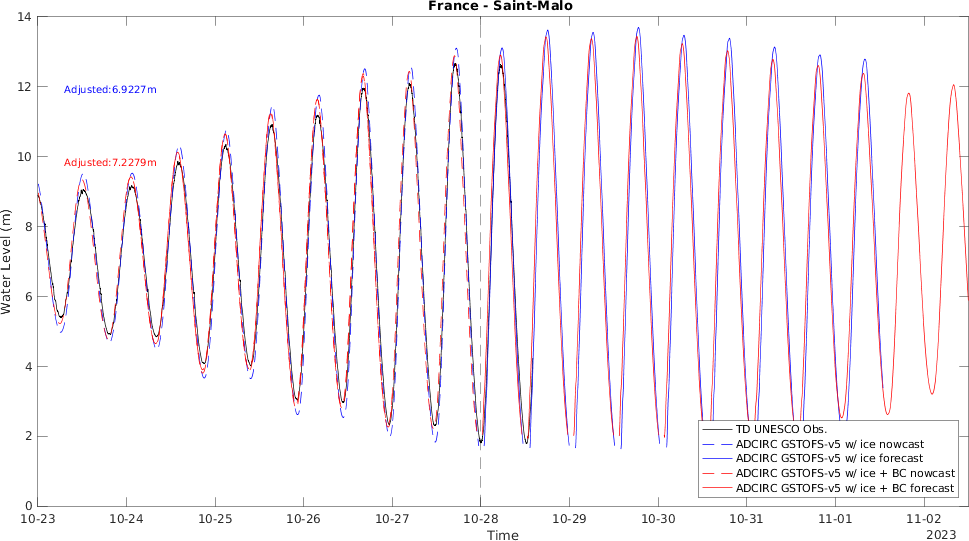 France - Saint-Malo
14
12
10
8
6
4
2
0
Water Level (m)
Adjusted:6.9227m
Adjusted:7.2279m
TD UNESCO Obs.
ADCIRC GSTOFS-v5 w/ ice nowcast
ADCIRC GSTOFS-v5 w/ ice forecast
ADCIRC GSTOFS-v5 w/ ice + BC nowcast
ADCIRC GSTOFS-v5 w/ ice + BC forecast
10-23 10-24 10-25 10-26 10-27 10-28 10-29 10-30 10-31 11-01 11-02
Time 2023